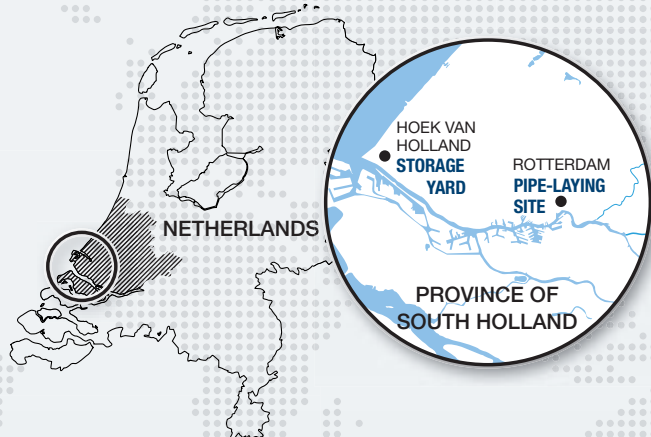 HOEK VAN
HOLLAND
STORAGE
YARD
ROTTERDAM
PIPE-LAYING
SITE
NETHERLANDS
PROVINCE OF
SOUTH HOLLAND